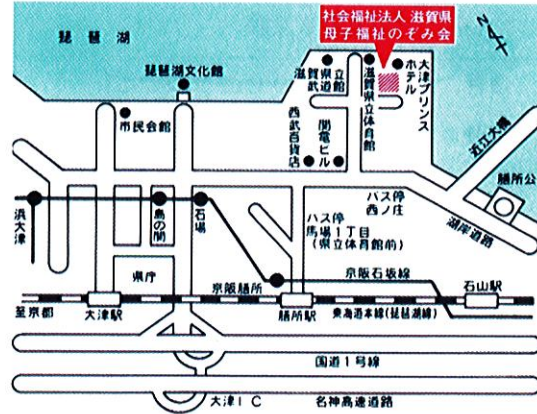 社会福祉法人 滋賀県
母子福祉のぞみ会
琵琶湖
琵琶湖文化館
滋賀県立
武道館
滋賀県立体育館
大津プリンス
ホテル
近江大橋
市民会館
西武百貨店
関電ビル
膳所公
バス停
西ノ庄
湖岸道路
浜大津
島の関
石場
バス停
馬場1丁目
(県立体育館前)
県庁
京阪膳所
京阪石坂線
石山駅
至京都
大津駅
膳所駅
東海道本線(琵琶湖線)
国道1号線
大津IC
名神高速道路